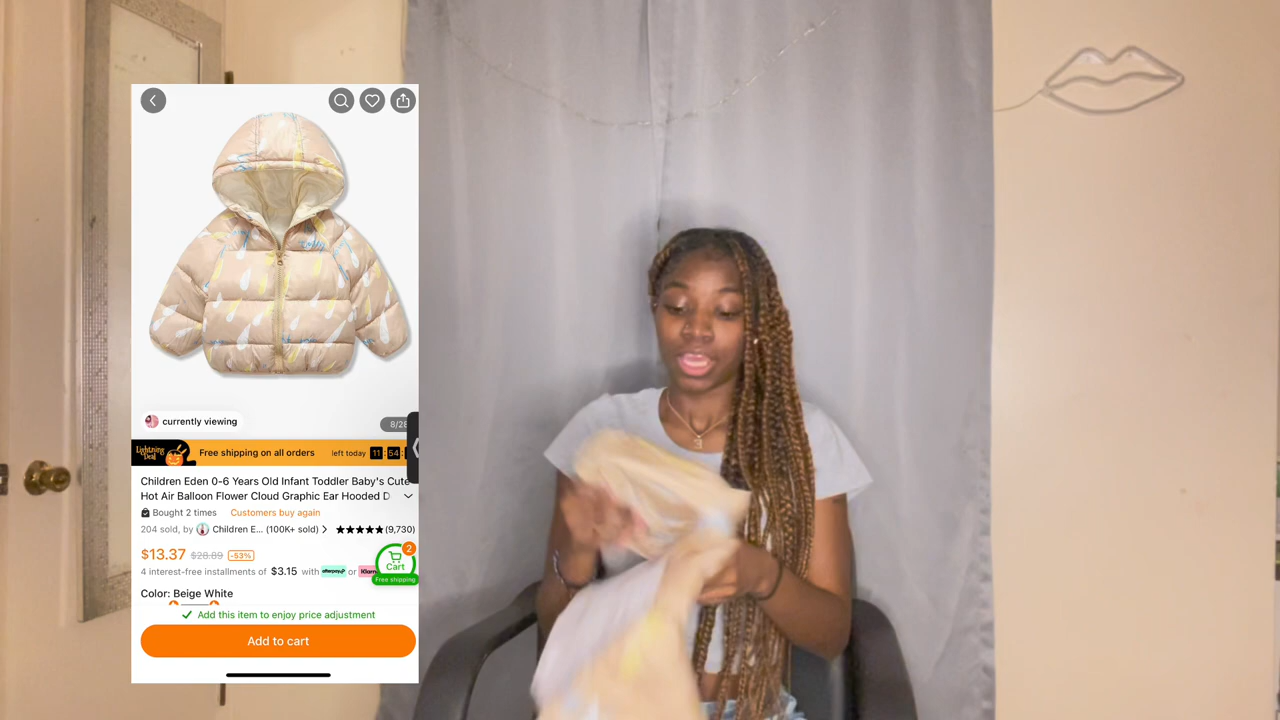 currently viewing
8/28
Lightning Deal
Free shipping on all orders
left today 11:54:
Children Eden 0-6 Years Old Infant Toddler Baby's Cute
Hot Air Balloon Flower Cloud Graphic Ear Hooded D
Bought 2 times Customers buy again
204 sold, by Children E... (100K+ sold) (9,730)
$13.37 $28.89 -53%
2
Cart
Free shipping
4 interest-free installments of $3.15 with afterpay or Klarn
Color: Beige White
Add this item to enjoy price adjustment
Add to cart